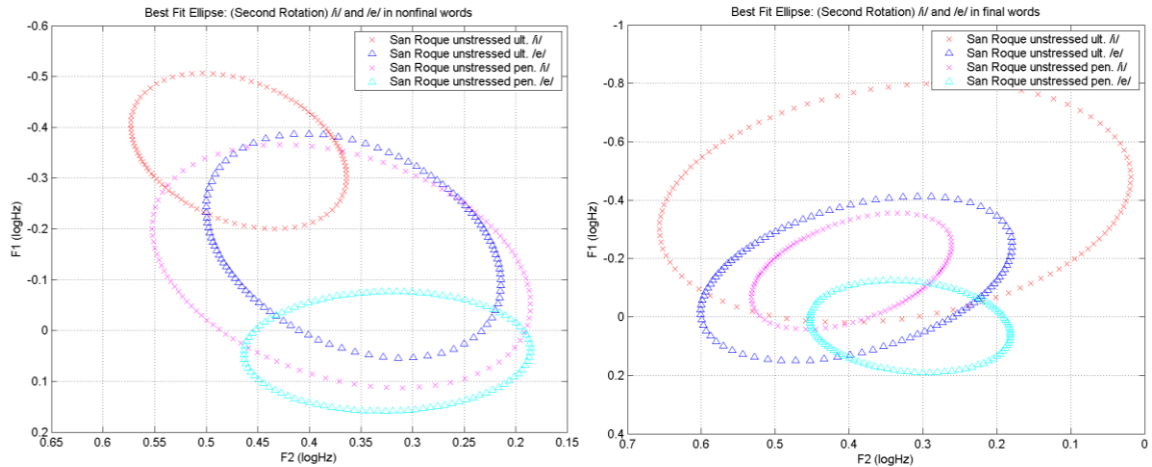 Best Fit Ellipse: (Second Rotation) /i/ and /e/ in nonfinal words
San Roque unstressed ult. /i/
San Roque unstressed ult. /e/
San Roque unstressed pen. /i/
San Roque unstressed pen. /e/
F1 (logHz)
-0.6
-0.5
-0.4
-0.3
-0.2
-0.1
0
0.1
0.2
0.65 0.6 0.55 0.5 0.45 0.4 0.35 0.3 0.25 0.2 0.15
F2 (logHz)
Best Fit Ellipse: (Second Rotation) /i/ and /e/ in final words
San Roque unstressed ult. /i/
San Roque unstressed ult. /e/
San Roque unstressed pen. /i/
San Roque unstressed pen. /e/
F1 (logHz)
-1
-0.8
-0.6
-0.4
-0.2
0
0.2
0.4
0.7 0.6 0.5 0.4 0.3 0.2 0.1 0
F2 (logHz)